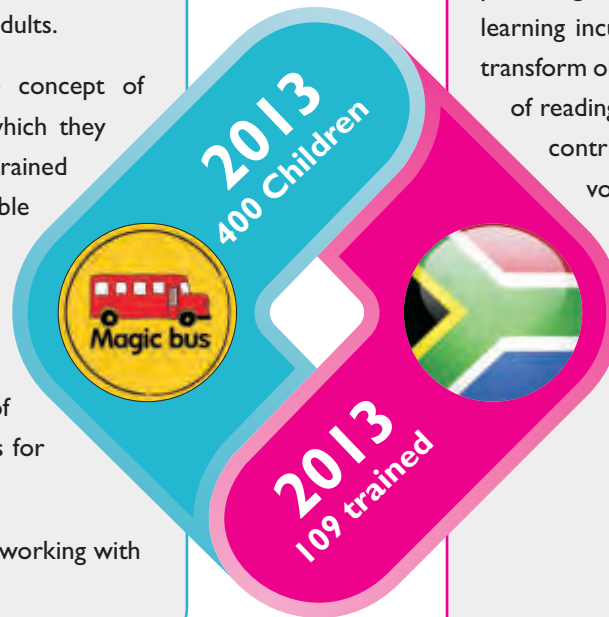 dults.
concept of
which they
rained
ble
of
s for
working with
2013
400 Children
Magic bus
2013
109 trained
learning incu
transform o
of reading
contr
vo